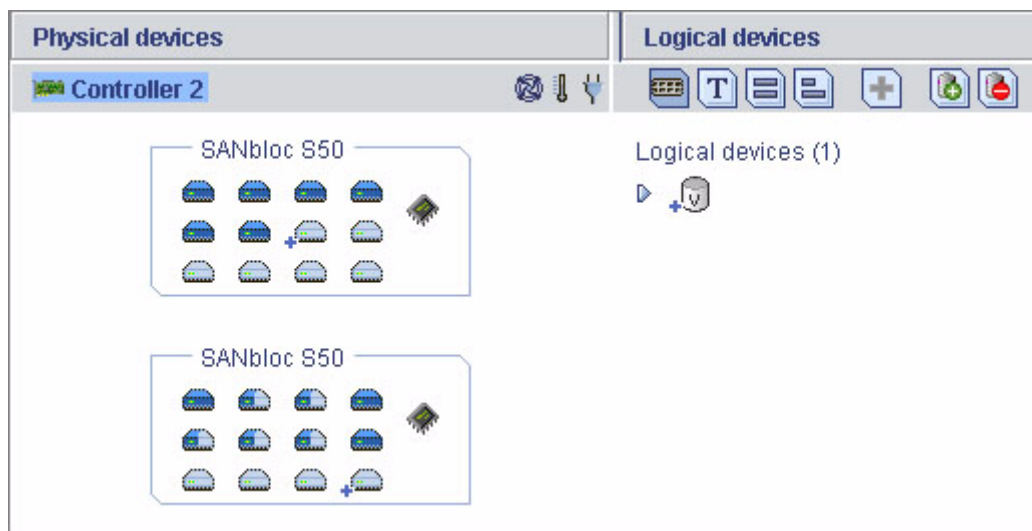 Physical devices
Logical devices
Controller 2
T
SANbloc S50
Logical devices (1)
V
SANbloc S50